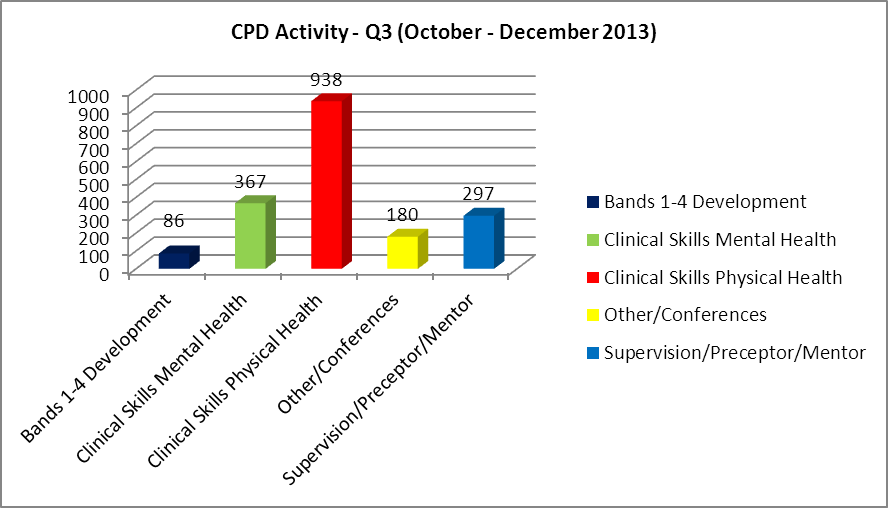 CPD Activity - Q3 (October - December 2013)
1000
900
800
700
600
500
400
300
200
100
0
86
367
938
180
297
Bands 1-4 Development
Clinical Skills Mental Health
Clinical Skills Physical Health
Other/Conferences
Supervision/Preceptor/Mentor
Bands 1-4 Development
Clinical Skills Mental Health
Clinical Skills Physical Health
Other/Conferences
Supervision/Preceptor/Mentor